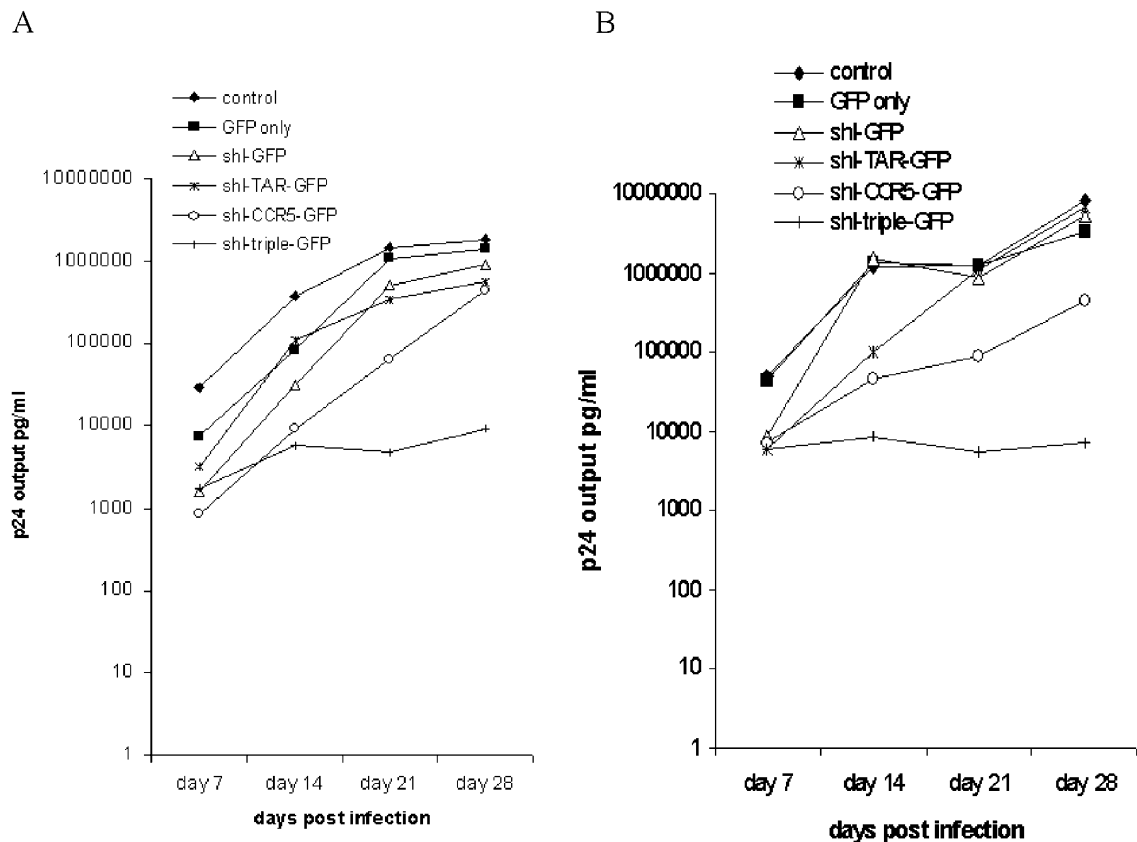 A
control
GFP only
shI-GFP
shI-TAR-GFP
shI-CCR5-GFP
shI-triple-GFP
10000000
1000000
100000
10000
1000
100
10
1
p24 output pg/ml
day 7 day 14 day 21 day 28
days post infection
B
control
GFP only
shI-GFP
shI-TAR-GFP
shI-CCR5-GFP
shI-triple-GFP
10000000
1000000
100000
10000
1000
100
10
1
p24 output pg/ml
day 7 day 14 day 21 day 28
days post infection